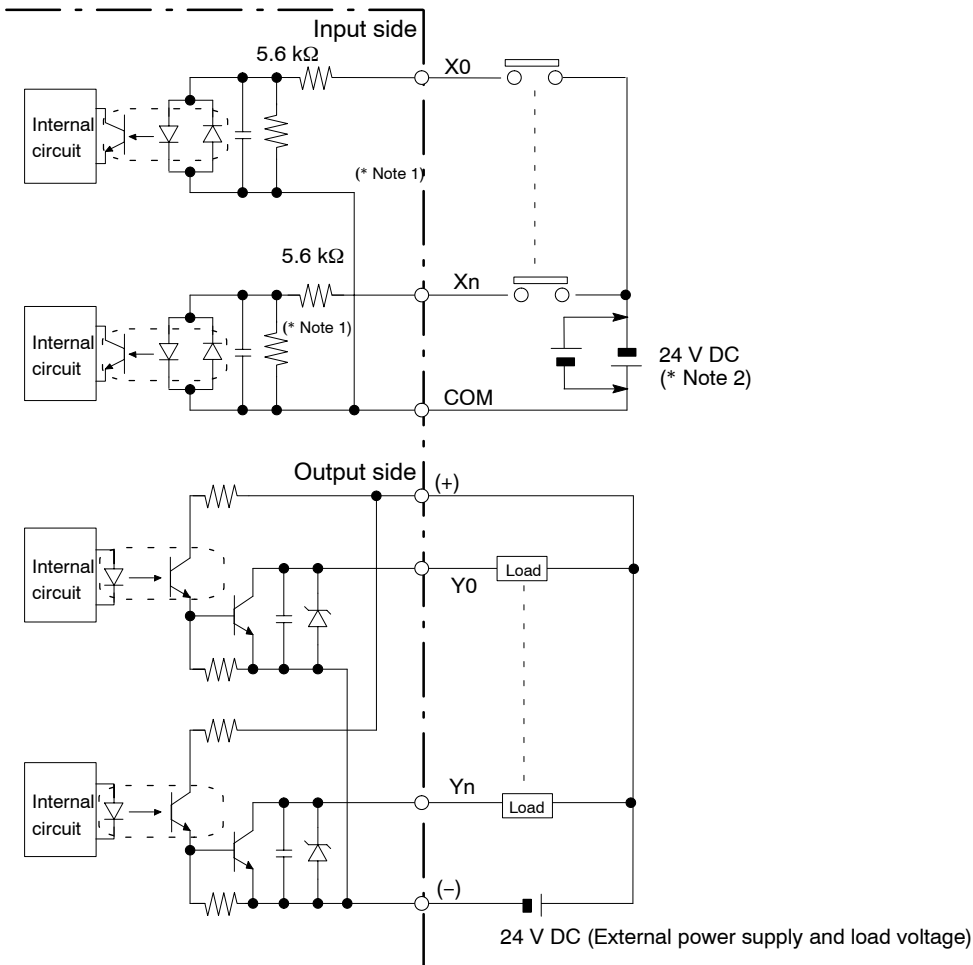 Input side
5.6 kΩ
X0
Internal
circuit
(* Note 1)
5.6 kΩ
Xn
Internal
circuit
(* Note 1)
24 V DC
(* Note 2)
COM
Output side
(+)
Internal
circuit
Load
Y0
Internal
circuit
Yn
Load
(−)
24 V DC (External power supply and load voltage)